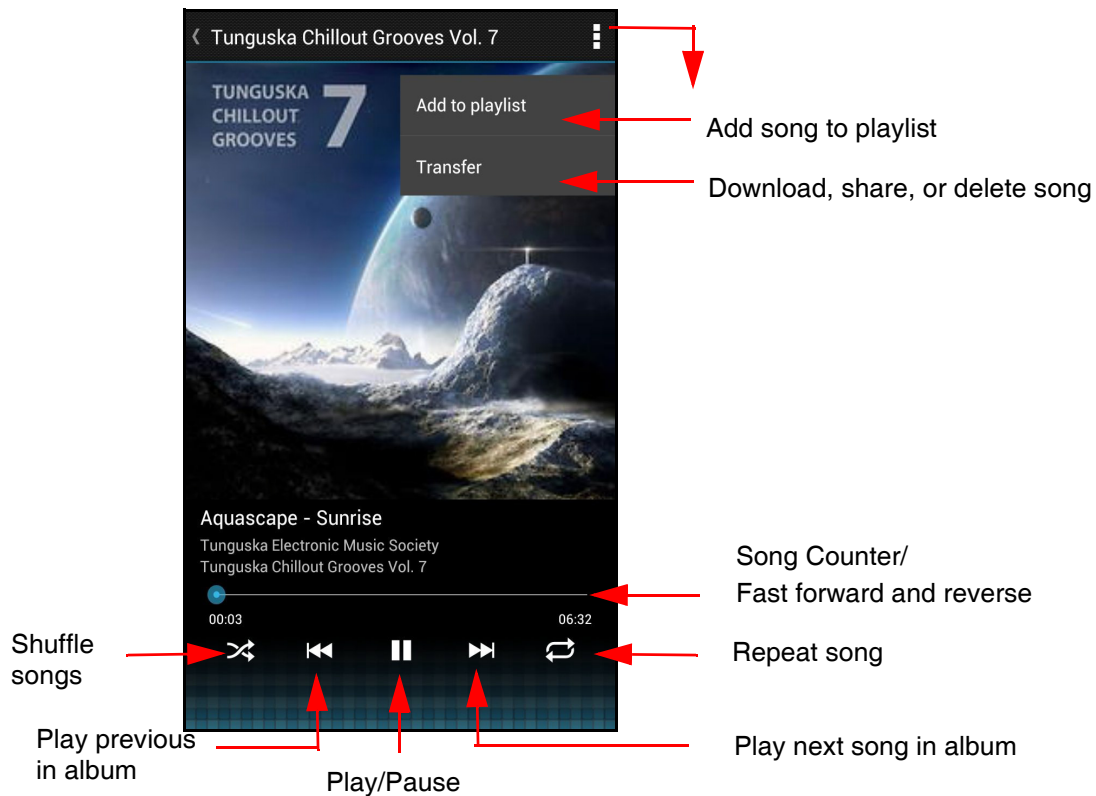 Tunguska Chillout Grooves Vol. 7
TUNGUSKA
CHILLOUT
GROOVES
7
Add to playlist
Transfer
Add song to playlist
Download, share, or delete song
Aquascape - Sunrise
Tunguska Electronic Music Society
Tunguska Chillout Grooves Vol. 7
Song Counter/
Fast forward and reverse
00:03
06:32
Shuffle
songs
Repeat song
Play previous
in album
Play/Pause
Play next song in album